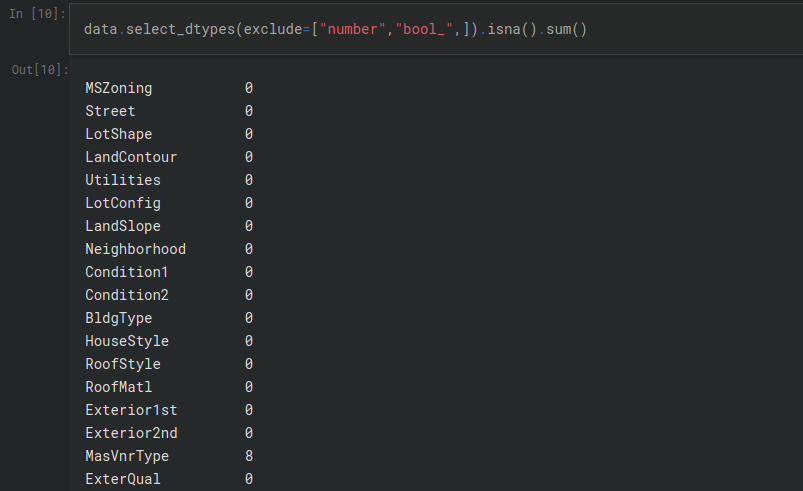 In [10]:
data.select_dtypes(exclude=["number","bool_",]).isna().sum()
Out[10]:
MSZoning 0
Street 0
LotShape 0
LandContour 0
Utilities 0
LotConfig 0
LandSlope 0
Neighborhood 0
Condition1 0
Condition2 0
BldgType 0
HouseStyle 0
RoofStyle 0
RoofMatl 0
Exterior1st 0
Exterior2nd 0
MasVnrType 8
ExterQual 0